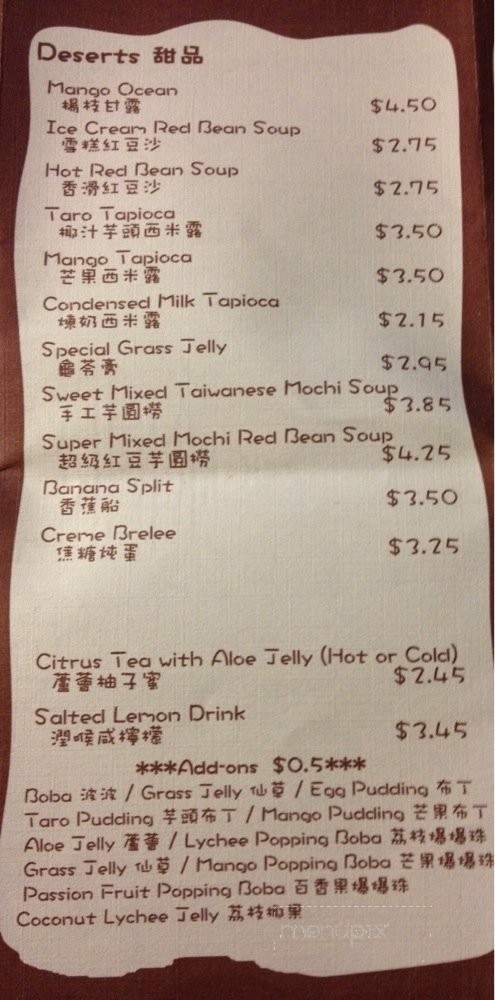 Deserts 甜品
Mango Ocean
楊枝甘露 $4.50
Ice Cream Red Bean Soup
雪糕紅豆沙 $2.75
Hot Red Bean Soup
香滑紅豆沙 $2.75
Taro Tapioca
椰汁芋頭西米露 $3.50
Mango Tapioca
芒果西米露 $3.50
Condensed Milk Tapioca
煉奶西米露 $2.15
Special Grass Jelly
龜苓膏 $2.95
Sweet Mixed Taiwanese Mochi Soup
手工芋圓撈 $3.85
Super Mixed Mochi Red Bean Soup
超級紅豆芋圓撈 $4.25
Banana Split
香蕉船 $3.50
Creme Brelee
焦糖炖蛋 $3.25
Citrus Tea with Aloe Jelly (Hot or Cold)
蘆薈柚子蜜 $2.45
Salted Lemon Drink
潤喉咸檸檬 $3.45
***Add-ons $0.5***
Boba 波波 / Grass Jelly 仙草 / Egg Pudding 布丁
Taro Pudding 芋頭布丁 / Mango Pudding 芒果布丁
Aloe Jelly 蘆薈 / Lychee Popping Boba 荔枝爆爆珠
Grass Jelly 仙草 / Mango Popping Boba 芒果爆爆珠
Passion Fruit Popping Boba 百香果爆爆珠
Coconut Lychee Jelly 荔枝椰果
menupix